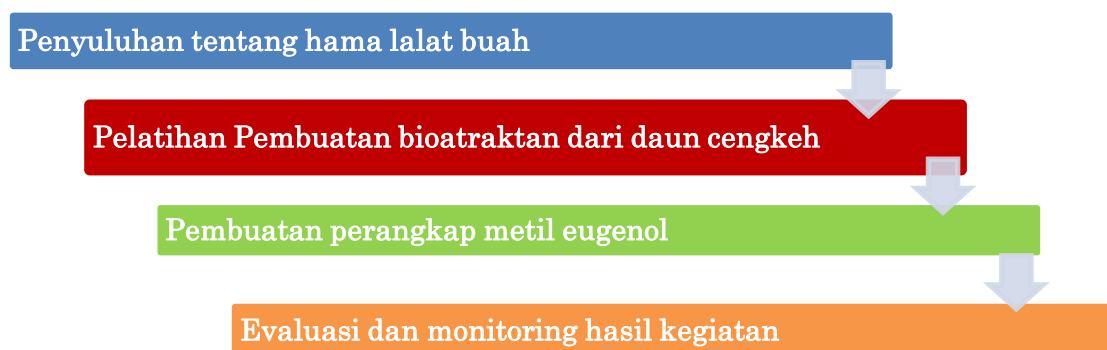 Penyuluhan tentang hama lalat buah
Pelatihan Pembuatan bioatraktan dari daun cengkeh
Pembuatan perangkap metil eugenol
Evaluasi dan monitoring hasil kegiatan